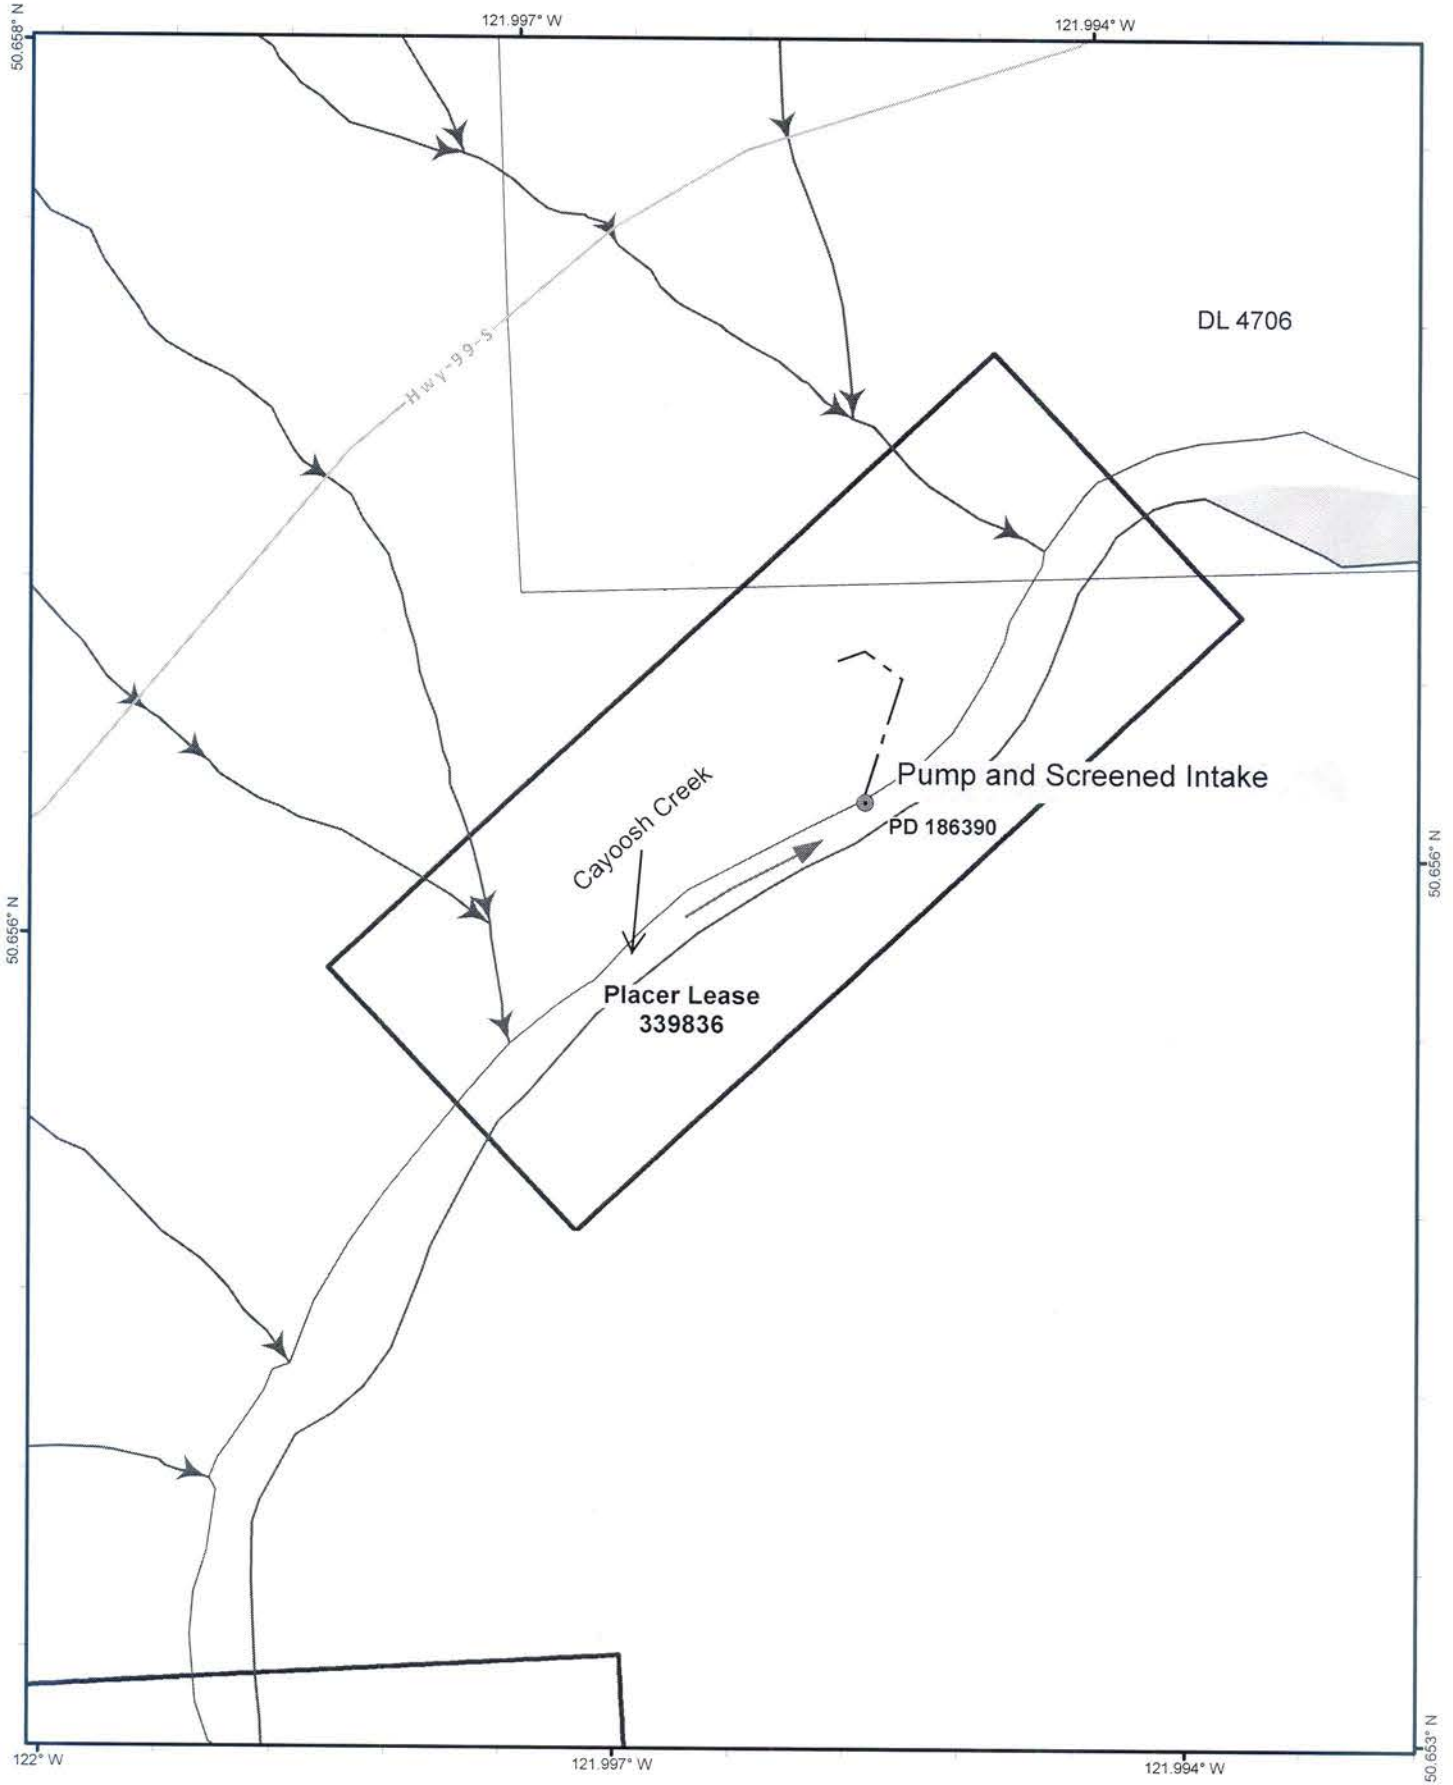 121.997° W
121.994° W
50.658° N
DL 4706
Hwy-99-S
Pump and Screened Intake
PD 186390
Cayoosh Creek
50.656° N
50.656° N
Placer Lease
339836
122° W
121.997° W
121.994° W
50.653° N